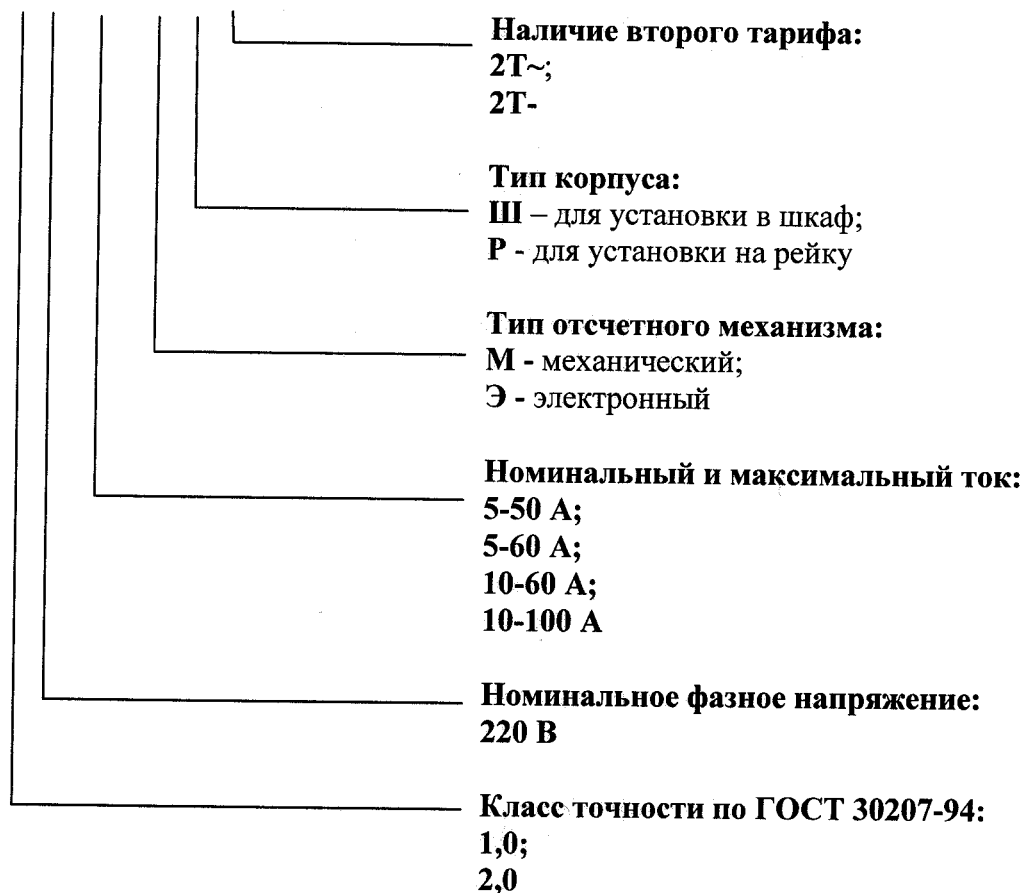 Наличие второго тарифа:
2Т~;
2Т-
Тип корпуса:
Ш – для установки в шкаф;
Р - для установки на рейку
Тип отсчетного механизма:
М - механический;
Э - электронный
Номинальный и максимальный ток:
5-50 А;
5-60 А;
10-60 А;
10-100 А
Номинальное фазное напряжение:
220 В
Класс точности по ГОСТ 30207-94:
1,0;
2,0